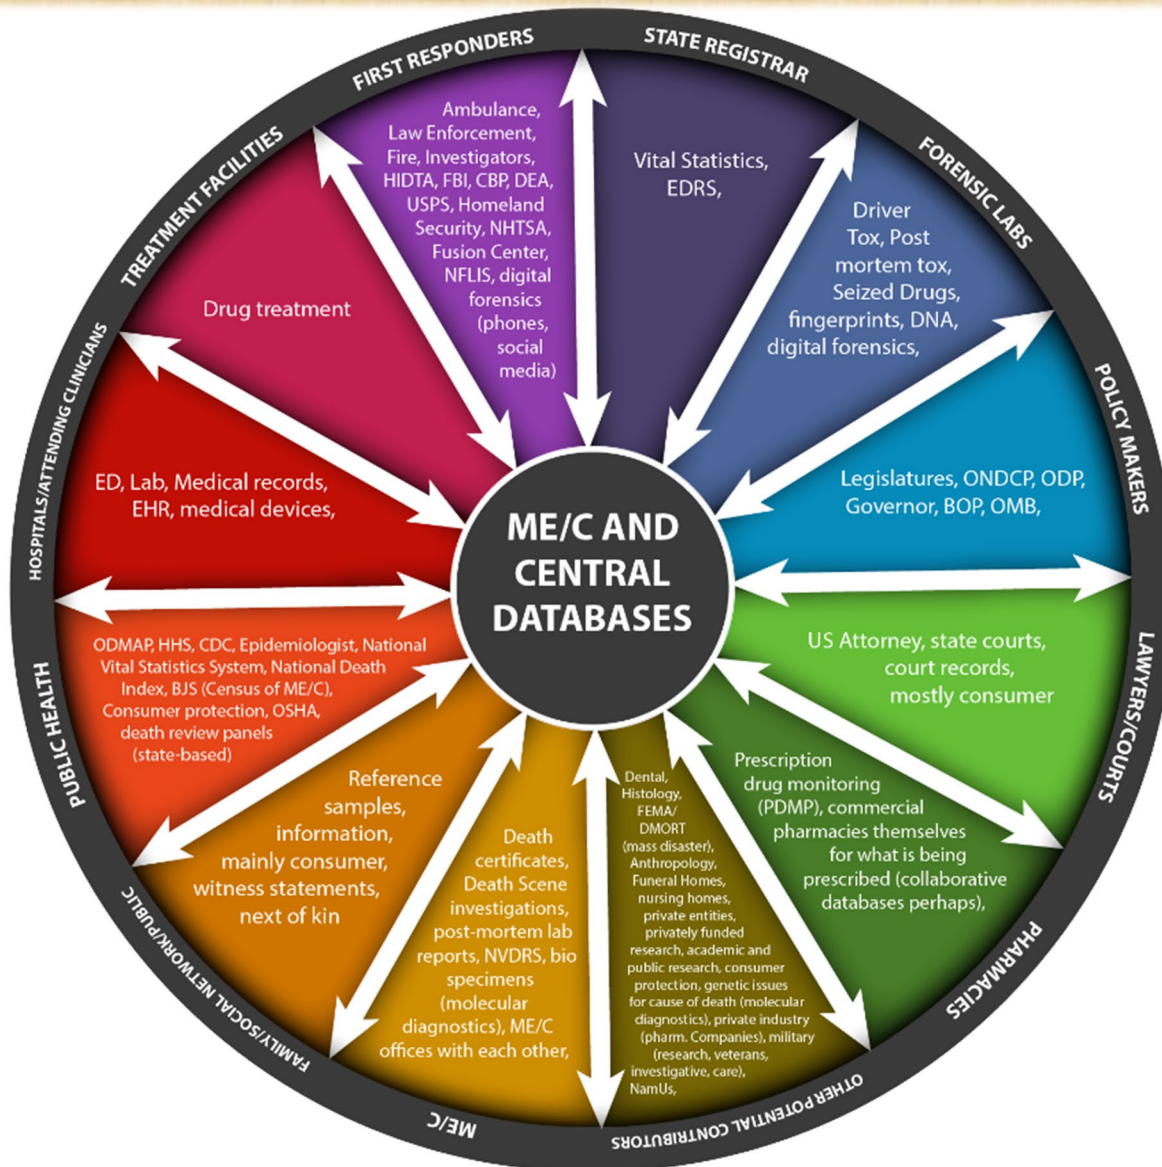 FIRST RESPONDERS
Ambulance,
Law Enforcement,
Fire, Investigators,
HIDTA, FBI, CBP, DEA,
USPS, Homeland
Security, NHTSA,
Fusion Center,
NFLIS, digital
forensics
(phones,
social
media)
STATE REGISTRAR
Vital Statistics,
EDRS,
FORENSIC LABS
Driver
Tox, Post
mortem tox,
Seized Drugs,
fingerprints, DNA,
digital forensics,
POLICY MAKERS
Legislatures, ONDCP, ODP,
Governor, BOP, OMB,
LAWYERS/COURTS
US Attorney, state courts,
court records,
mostly consumer
PHARMACIES
Prescription
drug monitoring
(PDMP), commercial
pharmacies themselves
for what is being
prescribed (collaborative
databases perhaps),
OTHER POTENTIAL CONTRIBUTORS
Dental,
Histology,
FEMA/
DMORT
(mass disaster),
Anthropology,
Funeral Homes,
nursing homes,
private entities,
privately funded
research, academic and
public research, consumer
protection, genetic issues
for cause of death (molecular
diagnostics), private industry
(pharm. Companies), military
(research, veterans,
investigative, care),
NamUs,
ME/C
Death
certificates,
Death Scene
investigations,
post-mortem lab
reports, NVDRS, bio
specimens
(molecular
diagnostics), ME/C
offices with each other,
FAMILY/SOCIAL NETWORK/PUBLIC
Reference
samples,
information,
mainly consumer,
witness statements,
next of kin
PUBLIC HEALTH
ODMAP, HHS, CDC, Epidemiologist, National
Vital Statistics System, National Death
Index, BJS (Census of ME/C),
Consumer protection, OSHA,
death review panels
(state-based)
HOSPITALS/ATTENDING CLINICIANS
ED, Lab, Medical records,
EHR, medical devices,
TREATMENT FACILITIES
Drug treatment
ME/C AND
CENTRAL
DATABASES